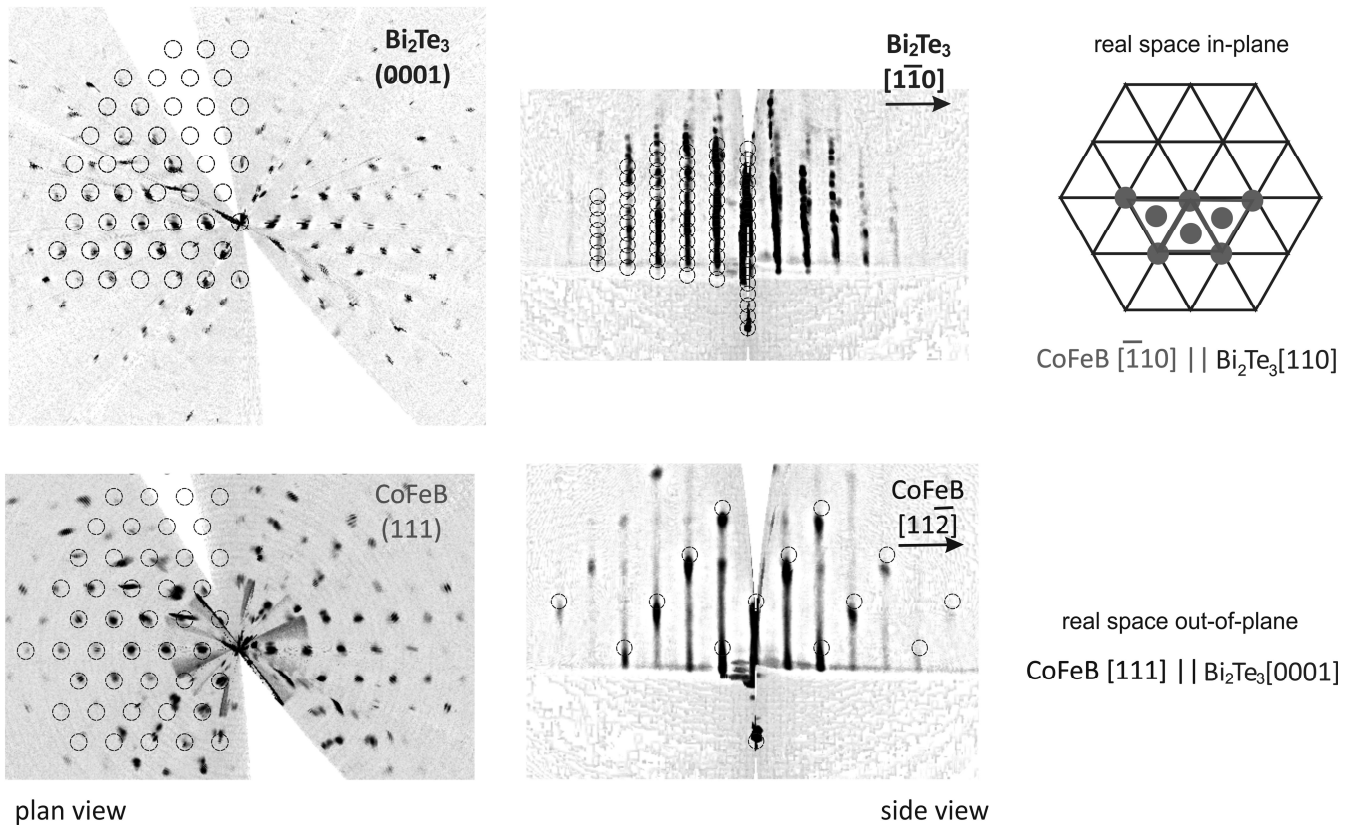 Bi₂Te₃
(0001)
Bi₂Te₃
[11̅0]
real space in-plane
CoFeB [1̅10] || Bi₂Te₃[110]
CoFeB
(111)
CoFeB
[112̅]
real space out-of-plane
CoFeB [111] || Bi₂Te₃[0001]
plan view
side view